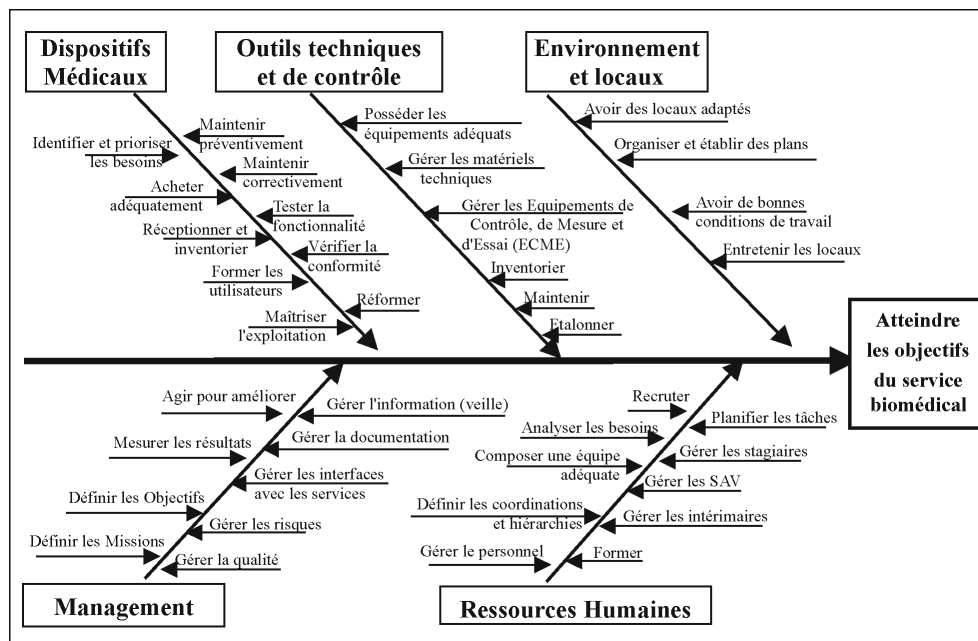 Dispositifs
Médicaux
Outils techniques
et de contrôle
Environnement
et locaux
Maintenir
préventivement
Identifier et prioriser
les besoins
Maintenir
correctivement
Acheter
adéquatement
Tester la
fonctionnalité
Réceptionner et
inventorier
Vérifier la
conformité
Former les
utilisateurs
Réformer
Maîtriser
l'exploitation
Posséder les
équipements adéquats
Gérer les matériels
techniques
Gérer les Equipements de
Contrôle, de Mesure et
d'Essai (ECME)
Inventorier
Maintenir
Etalonner
Avoir des locaux adaptés
Organiser et établir des plans
Avoir de bonnes
conditions de travail
Entretenir les locaux
Atteindre
les objectifs
du service
biomédical
Agir pour améliorer
Gérer l'information (veille)
Mesurer les résultats
Gérer la documentation
Gérer les interfaces
avec les services
Définir les Objectifs
Gérer les risques
Définir les Missions
Gérer la qualité
Management
Recruter
Planifier les tâches
Analyser les besoins
Gérer les stagiaires
Composer une équipe
adéquate
Gérer les SAV
Définir les coordinations
et hiérarchies
Gérer les intérimaires
Gérer le personnel
Former
Ressources Humaines